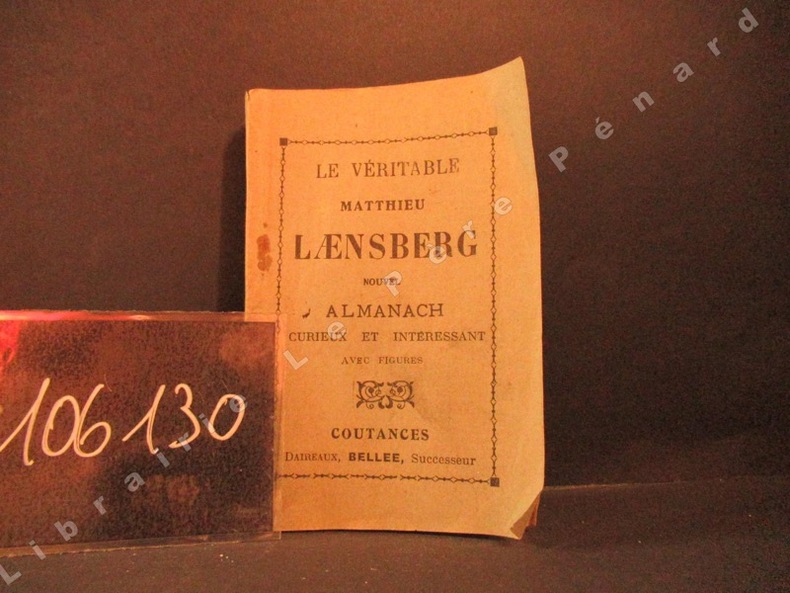 LE VÉRITABLE
MATTHIEU
LÆNSBERG
NOUVEL
ALMANACH
CURIEUX ET INTÉRESSANT
AVEC FIGURES
COUTANCES
DAIREAUX, BELLEE, Successeur
106130
Librairie Le Père Pénard